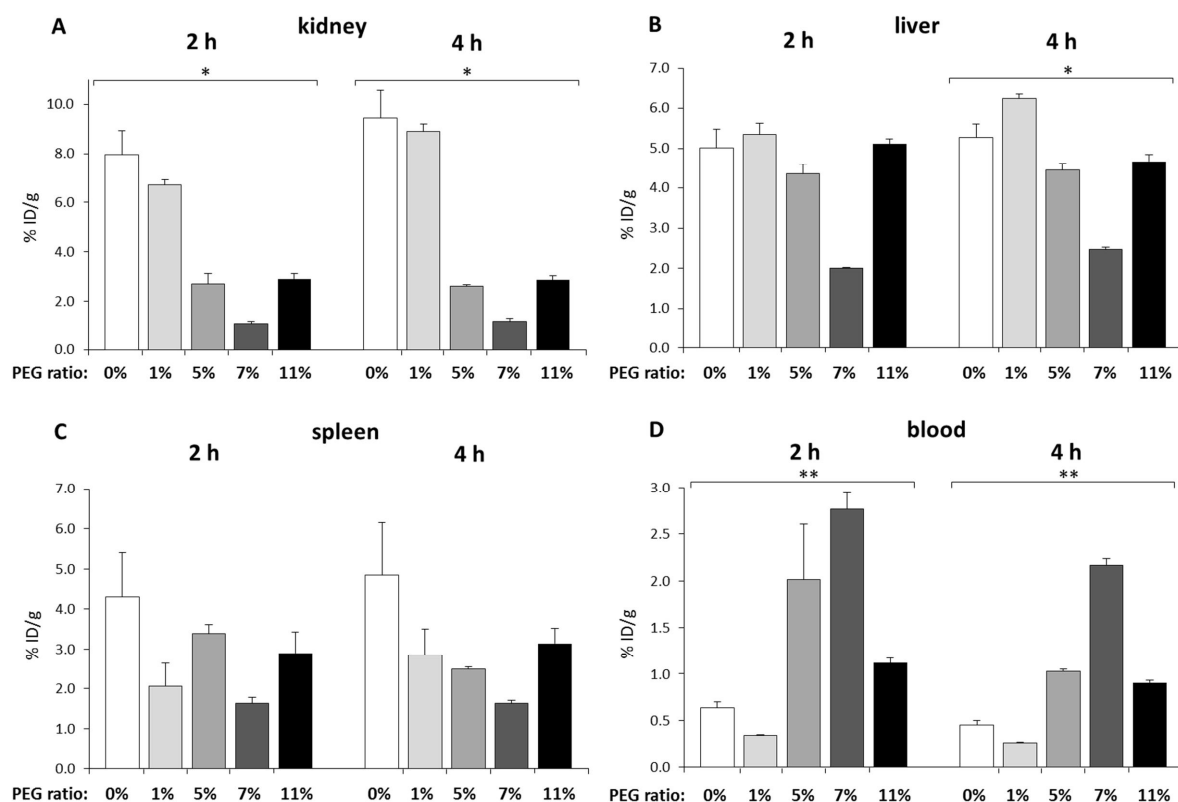 A kidney
2 h 4 h
* *
10.0
8.0
6.0
4.0
2.0
0.0
% ID/g
PEG ratio: 0% 1% 5% 7% 11% 0% 1% 5% 7% 11%
B liver
2 h 4 h
*
7.0
6.0
5.0
4.0
3.0
2.0
1.0
0.0
% ID/g
PEG ratio: 0% 1% 5% 7% 11% 0% 1% 5% 7% 11%
C spleen
2 h 4 h
7.0
6.0
5.0
4.0
3.0
2.0
1.0
0.0
% ID/g
PEG ratio: 0% 1% 5% 7% 11% 0% 1% 5% 7% 11%
D blood
2 h 4 h
** **
3.0
2.5
2.0
1.5
1.0
0.5
0.0
% ID/g
PEG ratio: 0% 1% 5% 7% 11% 0% 1% 5% 7% 11%